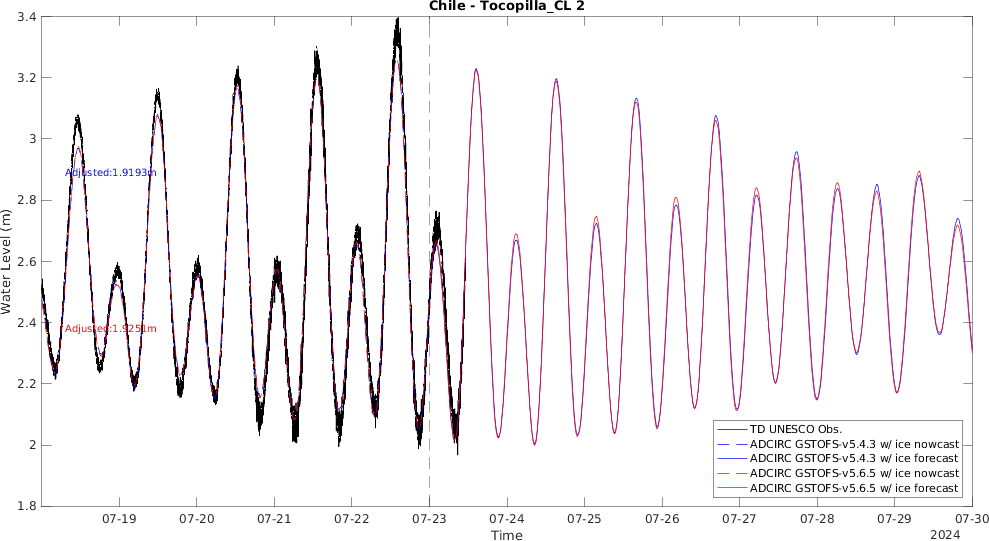 Chile - Tocopilla_CL 2
3.4
3.2
3
2.8
2.6
2.4
2.2
2
1.8
Water Level (m)
Adjusted:1.9193m
Adjusted:1.9251m
TD UNESCO Obs.
ADCIRC GSTOFS-v5.4.3 w/ ice nowcast
ADCIRC GSTOFS-v5.4.3 w/ ice forecast
ADCIRC GSTOFS-v5.6.5 w/ ice nowcast
ADCIRC GSTOFS-v5.6.5 w/ ice forecast
07-19 07-20 07-21 07-22 07-23 07-24 07-25 07-26 07-27 07-28 07-29 07-30
Time
2024